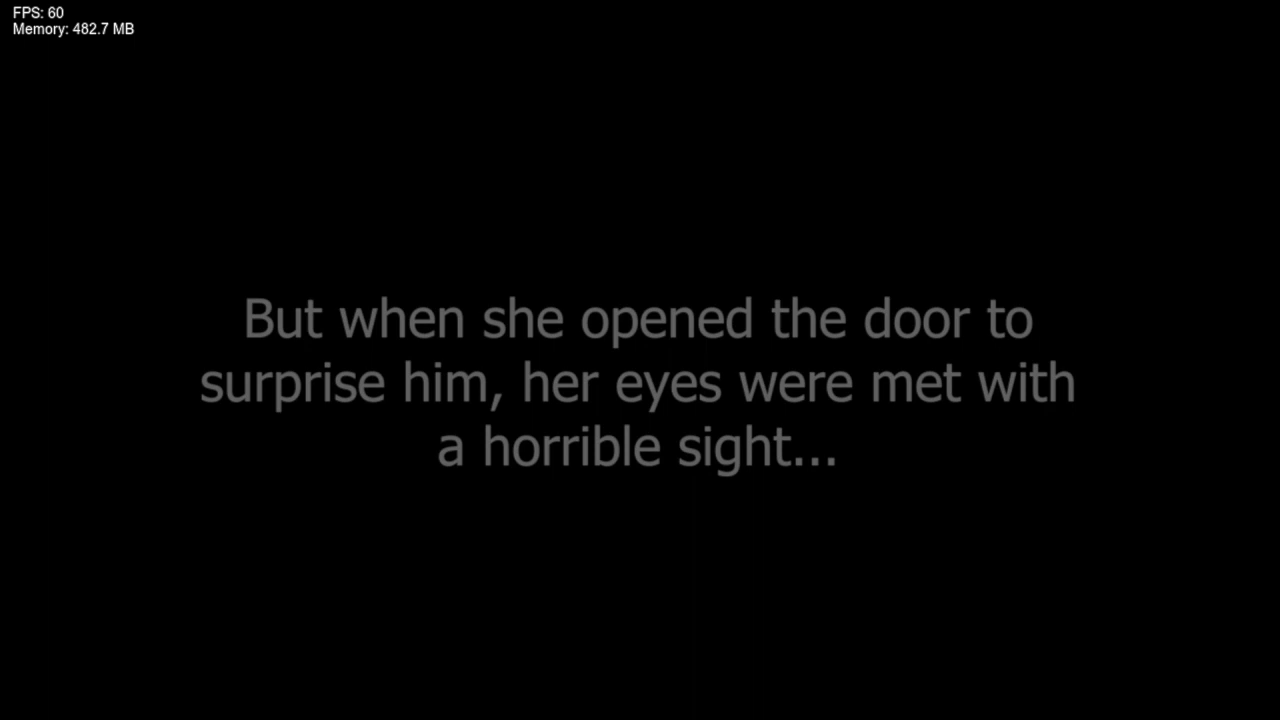 FPS: 60
Memory: 482.7 MB
But when she opened the door to
surprise him, her eyes were met with
a horrible sight...